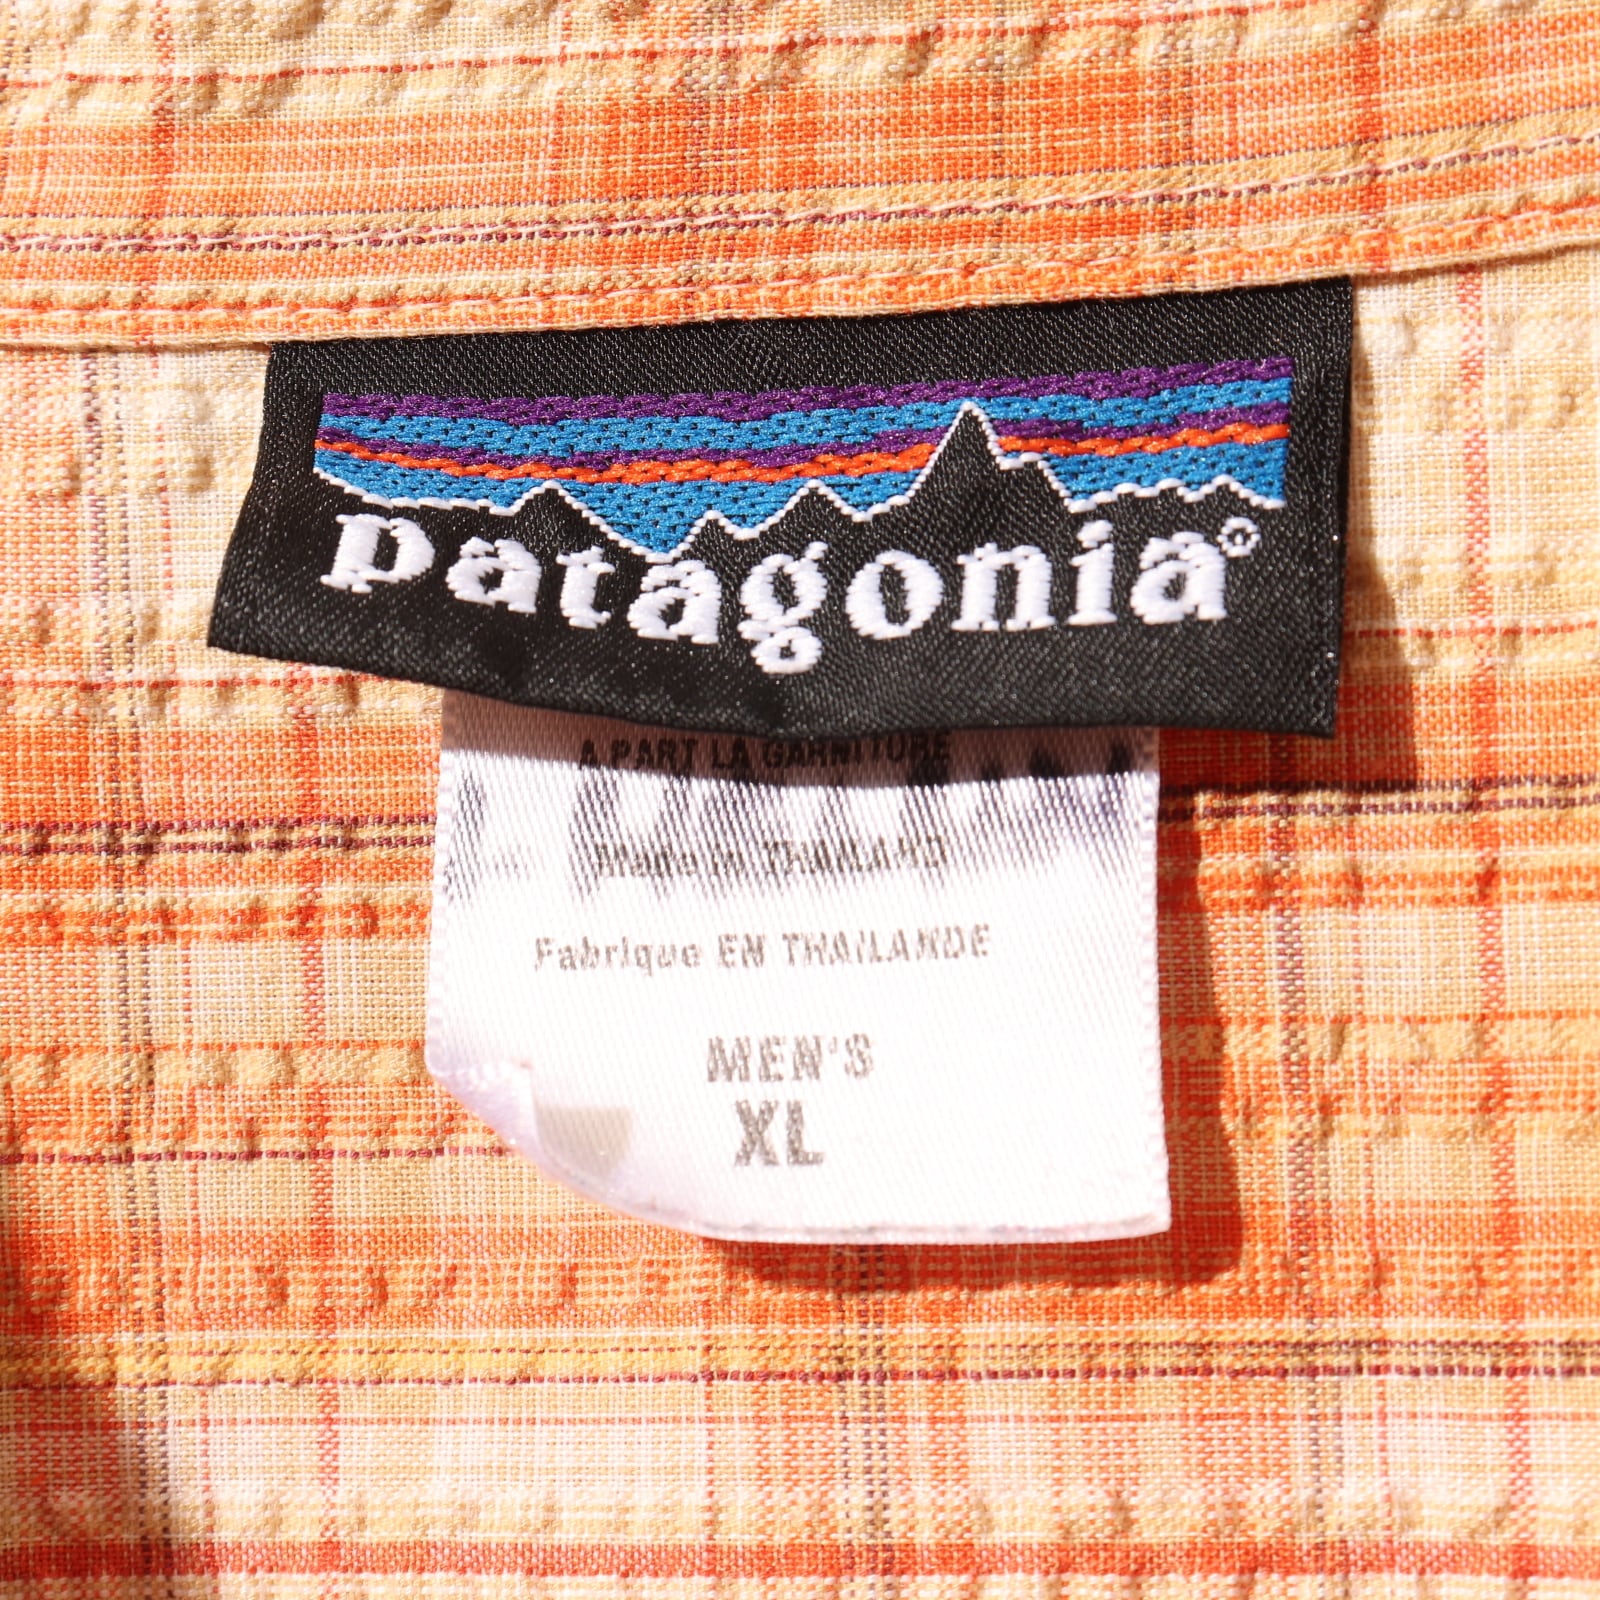 patagonia®
A PART LA GARNITURE
Made in THAILAND
Fabrique EN THAILANDE
MEN'S
XL